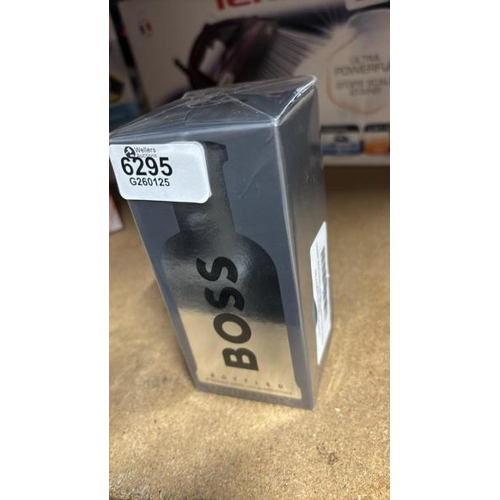 Wellers
6295
G260125
BOSS
BOTTLED
ULTRA
POWERFUL